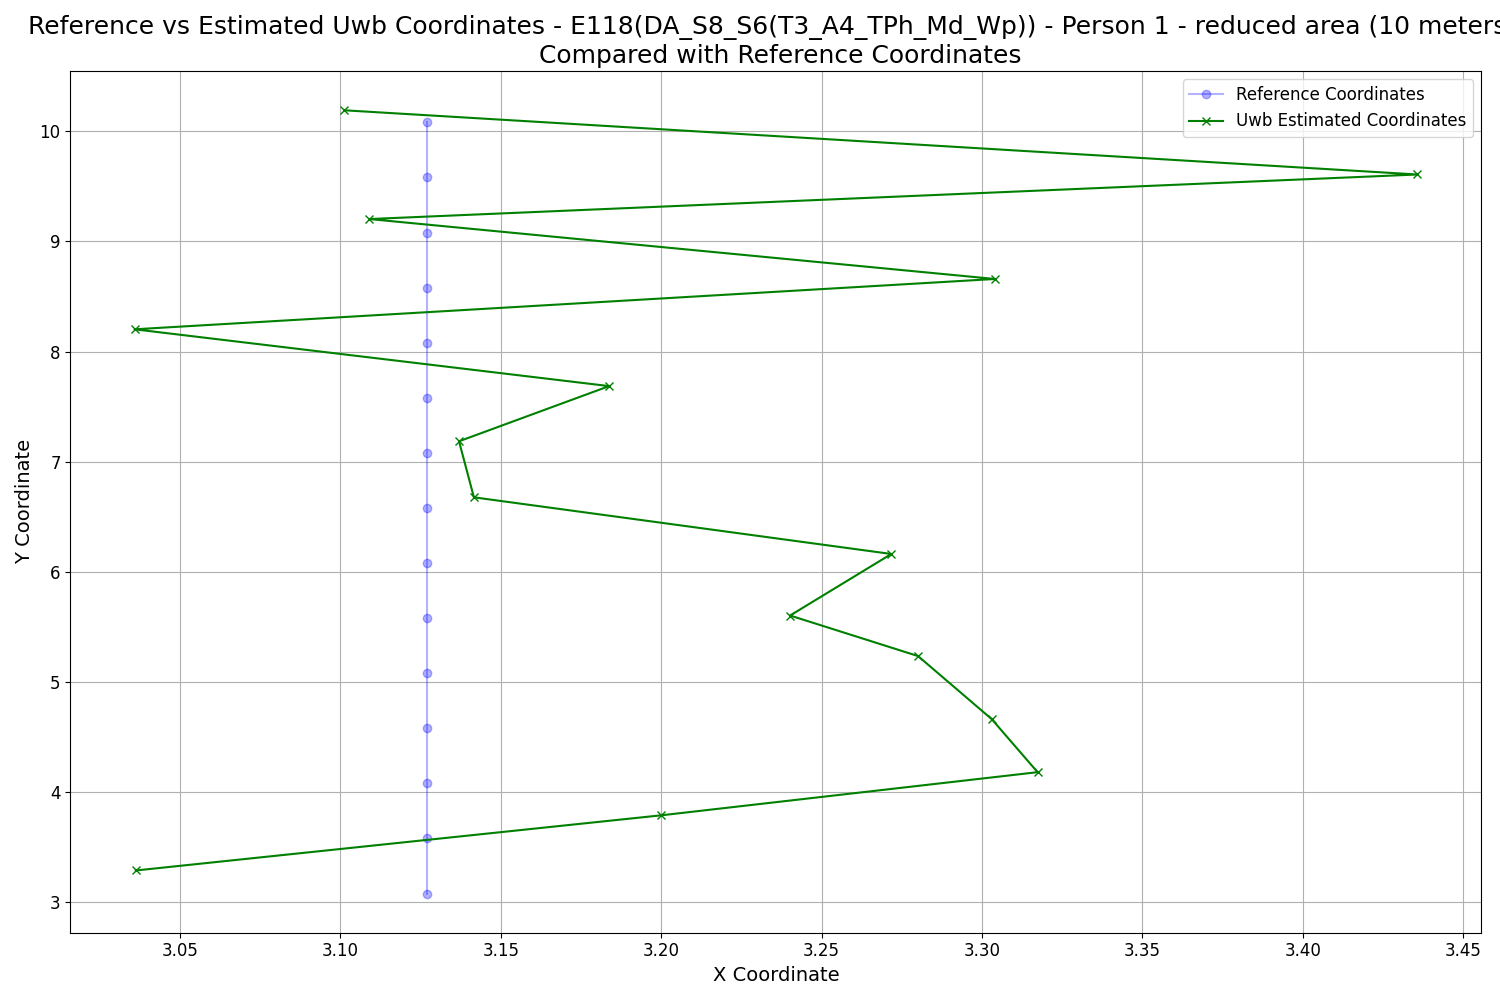 Reference vs Estimated Uwb Coordinates - E118(DA_S8_S6(T3_A4_TPh_Md_Wp)) - Person 1 - reduced area (10 meters
Compared with Reference Coordinates
Reference Coordinates
Uwb Estimated Coordinates
Y Coordinate
10
9
8
7
6
5
4
3
3.05 3.10 3.15 3.20 3.25 3.30 3.35 3.40 3.45
X Coordinate